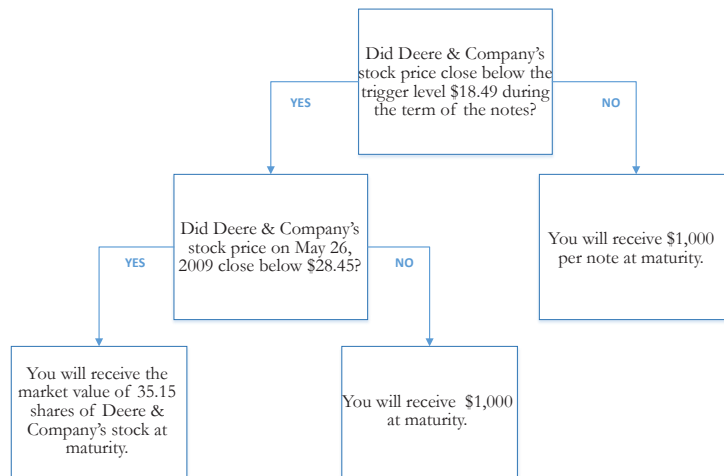 Did Deere & Company's
stock price close below the
trigger level $18.49 during
the term of the notes?
YES
NO
Did Deere & Company's
stock price on May 26,
2009 close below $28.45?
You will receive $1,000
per note at maturity.
YES
NO
You will receive the
market value of 35.15
shares of Deere &
Company's stock at
maturity.
You will receive $1,000
at maturity.